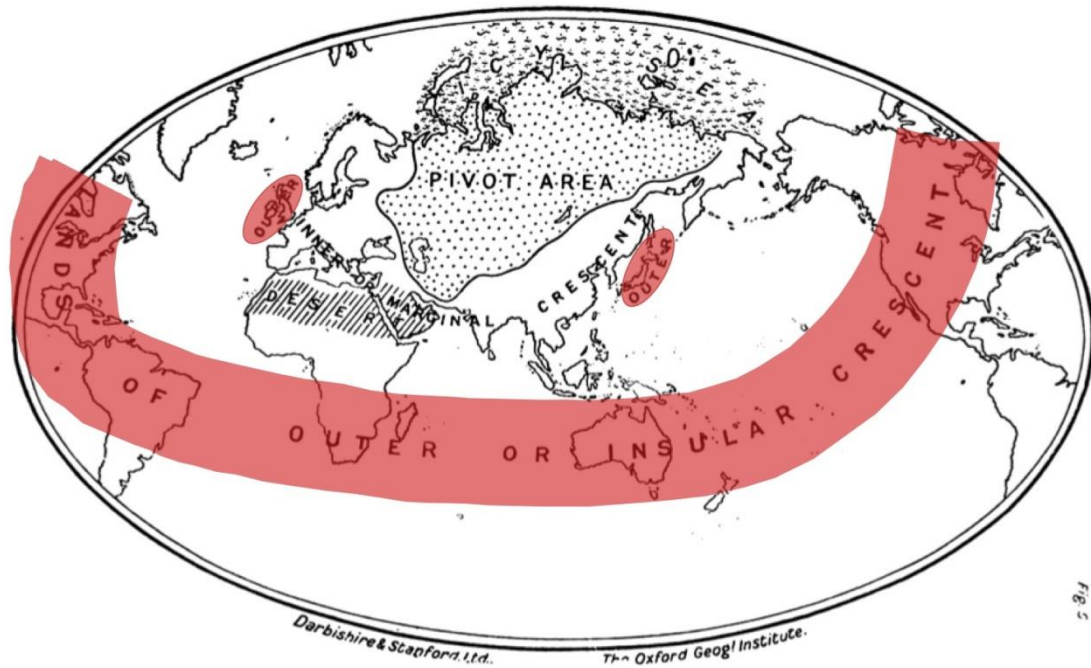 ICY SEA
PIVOT AREA
OUTER
INNER OR MARGINAL CRESCENT
OUTER
DESERT
LANDS OF OUTER OR INSULAR CRESCENT
Darbishire & Stanford, Ltd.
The Oxford Geog! Institute.
Fig. 5